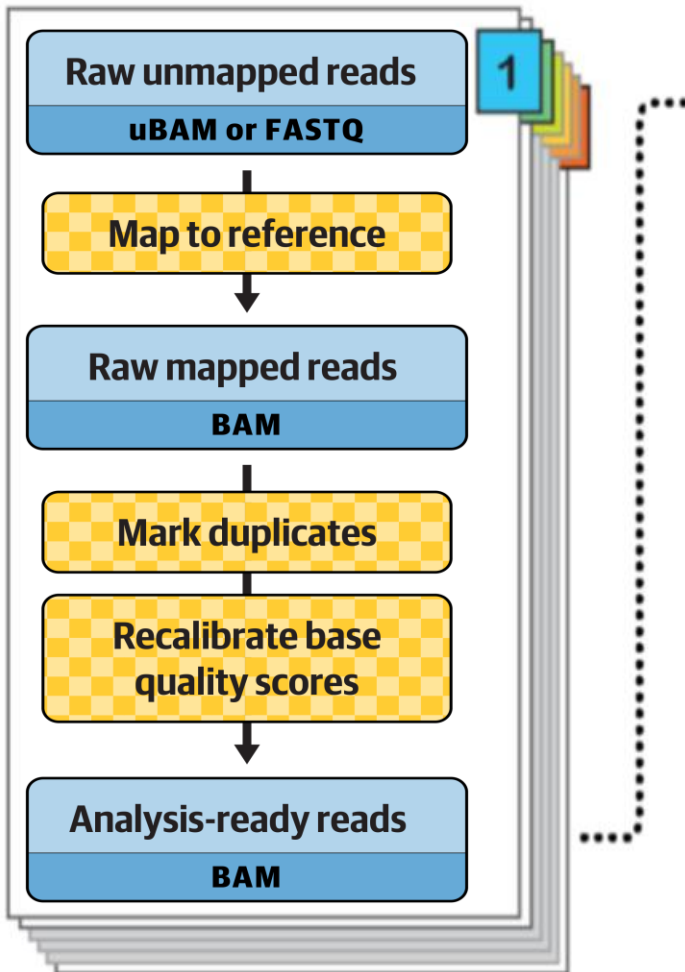 Raw unmapped reads
1
uBAM or FASTQ
Map to reference
Raw mapped reads
BAM
Mark duplicates
Recalibrate base
quality scores
Analysis-ready reads
BAM